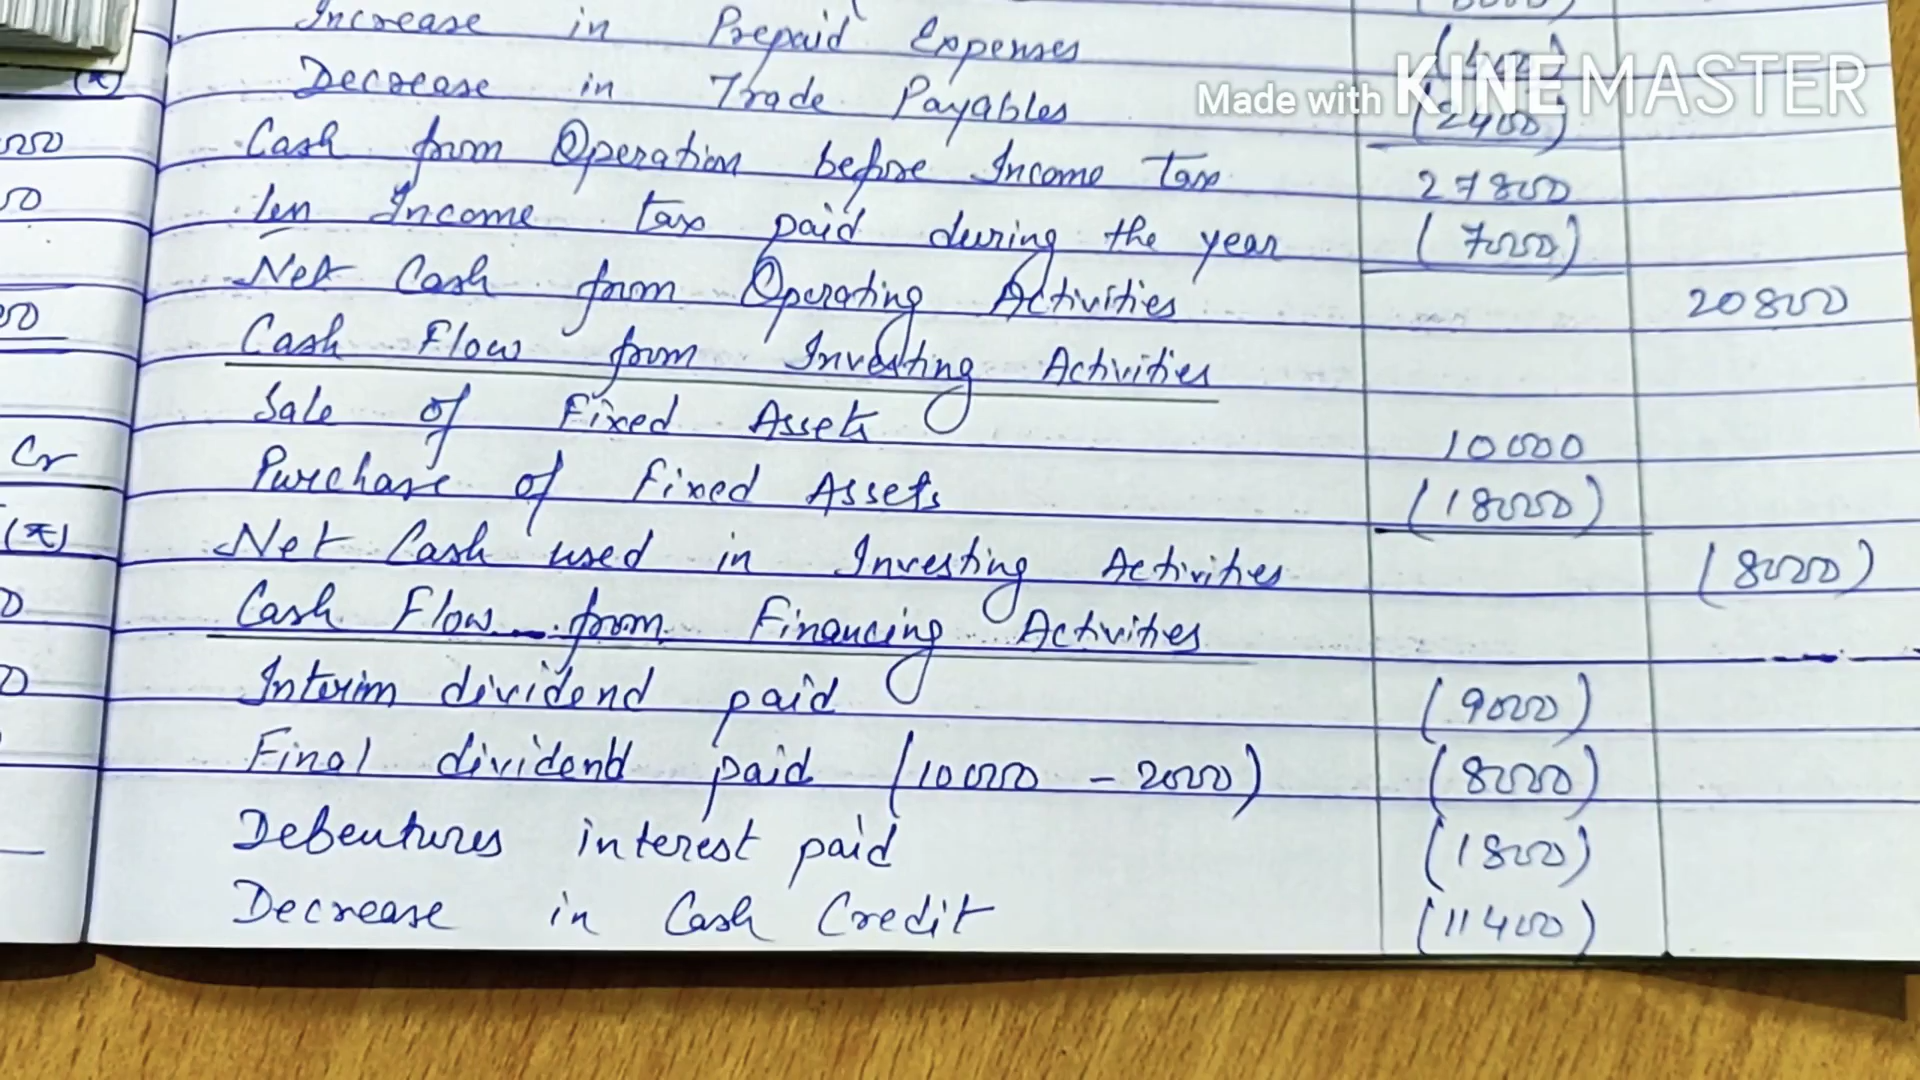 Increase in Prepaid Expenses
Decrease in Trade Payables (2400)
Made with KINEMASTER
Cash from Operation before Income Tax 27800
Less Income tax paid during the year (7000)
Net Cash from Operating Activities 20800
Cash Flow from Investing Activities
Sale of Fixed Assets 10000
Purchase of Fixed Assets (18000)
Net Cash used in Investing Activities (8000)
Cash Flow from Financing Activities
Interim dividend paid (9000)
Final dividend paid (10000 - 2000) (8000)
Debentures interest paid (1800)
Decrease in Cash Credit (11400)
Cr
(₹)